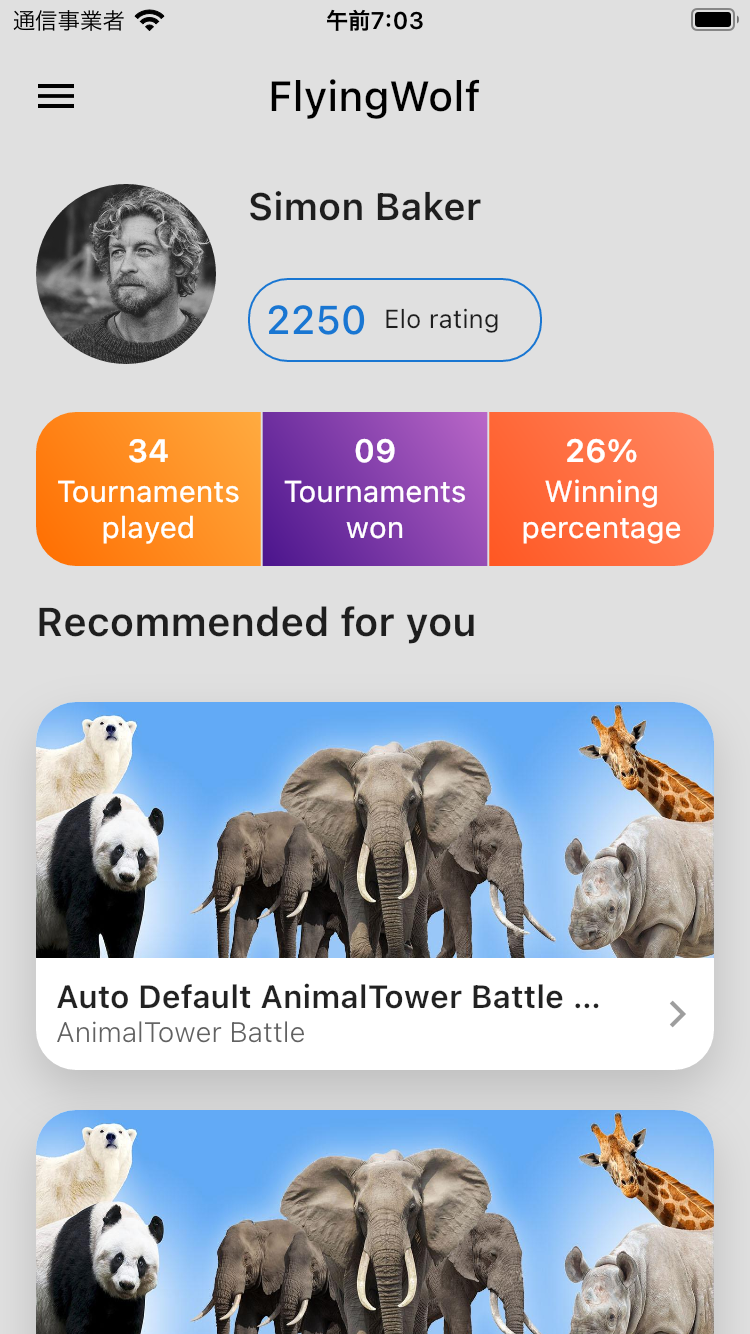 通信事業者 午前7:03
FlyingWolf
Simon Baker
2250 Elo rating
34
Tournaments
played
09
Tournaments
won
26%
Winning
percentage
Recommended for you
Auto Default AnimalTower Battle ...
AnimalTower Battle